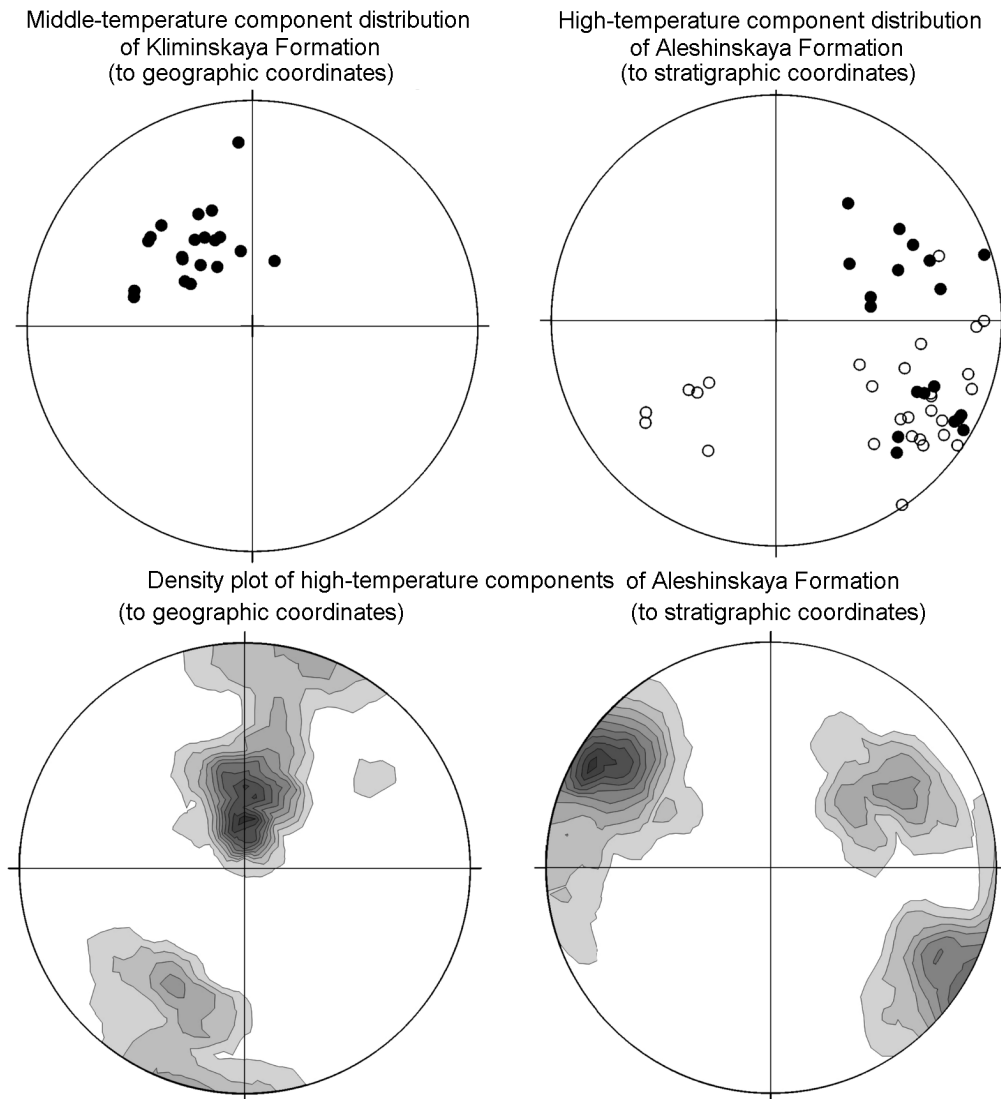 Middle-temperature component distribution
of Kliminskaya Formation
(to geographic coordinates)
High-temperature component distribution
of Aleshinskaya Formation
(to stratigraphic coordinates)
Density plot of high-temperature components of Aleshinskaya Formation
(to geographic coordinates)
(to stratigraphic coordinates)